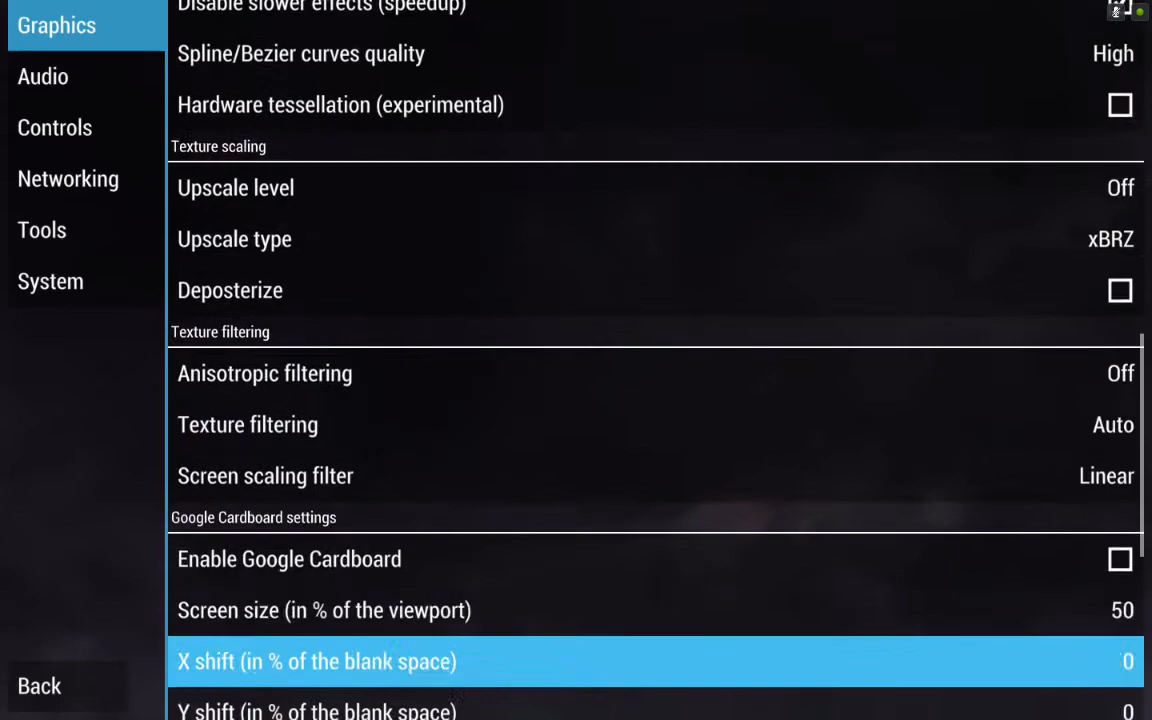 Graphics
Audio
Controls
Networking
Tools
System
Back
Disable slower effects (speedup)
Spline/Bezier curves quality High
Hardware tessellation (experimental)
Texture scaling
Upscale level Off
Upscale type xBRZ
Deposterize
Texture filtering
Anisotropic filtering Off
Texture filtering Auto
Screen scaling filter Linear
Google Cardboard settings
Enable Google Cardboard
Screen size (in % of the viewport) 50
X shift (in % of the blank space) 0
Y shift (in % of the blank space) 0